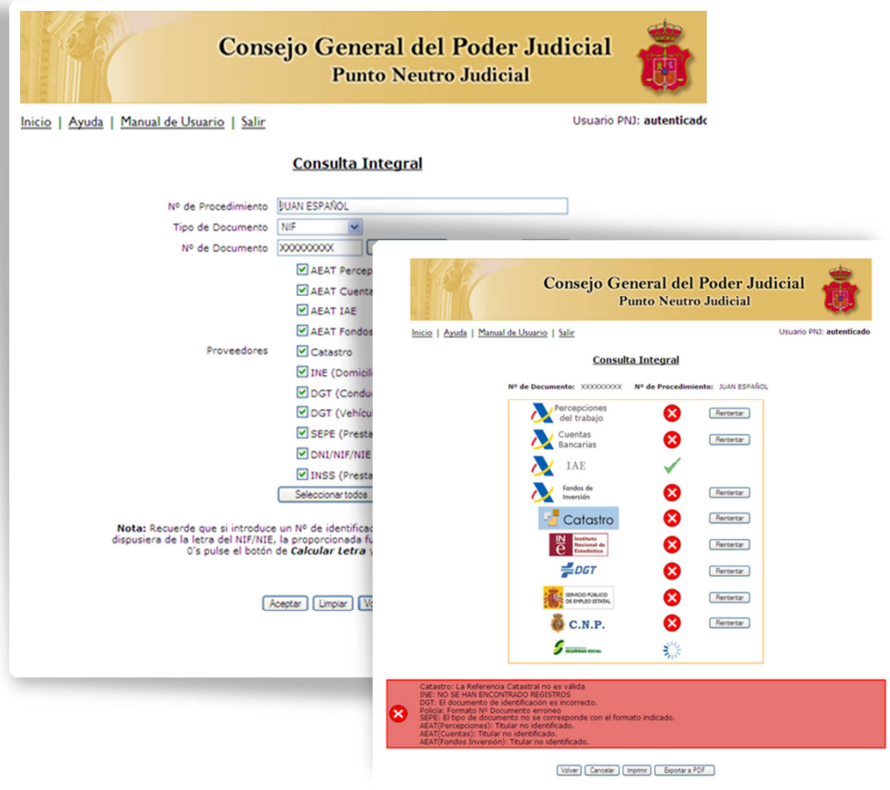 Consejo General del Poder Judicial
Punto Neutro Judicial
Inicio | Ayuda | Manual de Usuario | Salir
Usuario PNJ: autenticado
Consulta Integral
Nº de Procedimiento JUAN ESPAÑOL
Tipo de Documento NIF
Nº de Documento XXXXXXXXX
AEAT Percep
AEAT Cuenta
AEAT IAE
AEAT Fondos
Proveedores
Catastro
INE (Domicili
DGT (Condu
DGT (Vehícul
SEPE (Presta
DNI/NIF/NIE
INSS (Presta
Seleccionar todos
Nota: Recuerde que si introduce un Nº de identificac
dispusiera de la letra del NIF/NIE, la proporcionada fu
0's pulse el botón de Calcular Letra y
Aceptar Limpiar Vo
Consejo General del Poder Judicial
Punto Neutro Judicial
Inicio | Ayuda | Manual de Usuario | Salir
Usuario PNJ: autenticado
Consulta Integral
Nº de Documento: XXXXXXXXX Nº de Procedimiento: JUAN ESPAÑOL
Percepciones
del trabajo
Reintentar
Cuentas
Bancarias
Reintentar
IAE
Fondos de
Inversión
Reintentar
Catastro
Reintentar
INE Instituto
Nacional de
Estadística
Reintentar
DGT
Reintentar
SERVICIO PÚBLICO
DE EMPLEO ESTATAL
Reintentar
C.N.P.
Reintentar
SEGURIDAD SOCIAL
Catastro: La Referencia Catastral no es válida
INE: NO SE HAN ENCONTRADO REGISTROS
DGT: El documento de identificación es incorrecto.
Policía: Formato Nº Documento erroneo
SEPE: El tipo de documento no se corresponde con el formato indicado.
AEAT(Percepciones): Titular no identificado.
AEAT(Cuentas): Titular no identificado.
AEAT(Fondos Inversión): Titular no identificado.
Volver Cancelar Imprimir Exportar a PDF